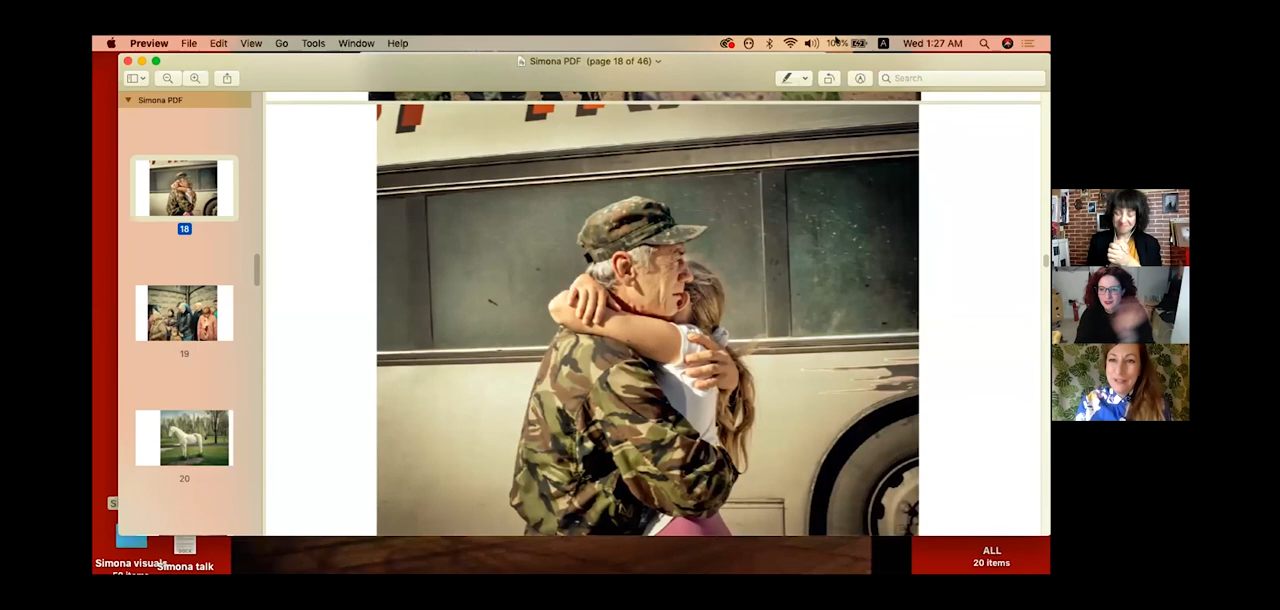 Preview File Edit View Go Tools Window Help 100% A Wed 1:27 AM
Simona PDF (page 18 of 46)
Search
Simona PDF
18
19
20
Simona visuals
Simona talk
ALL
20 items